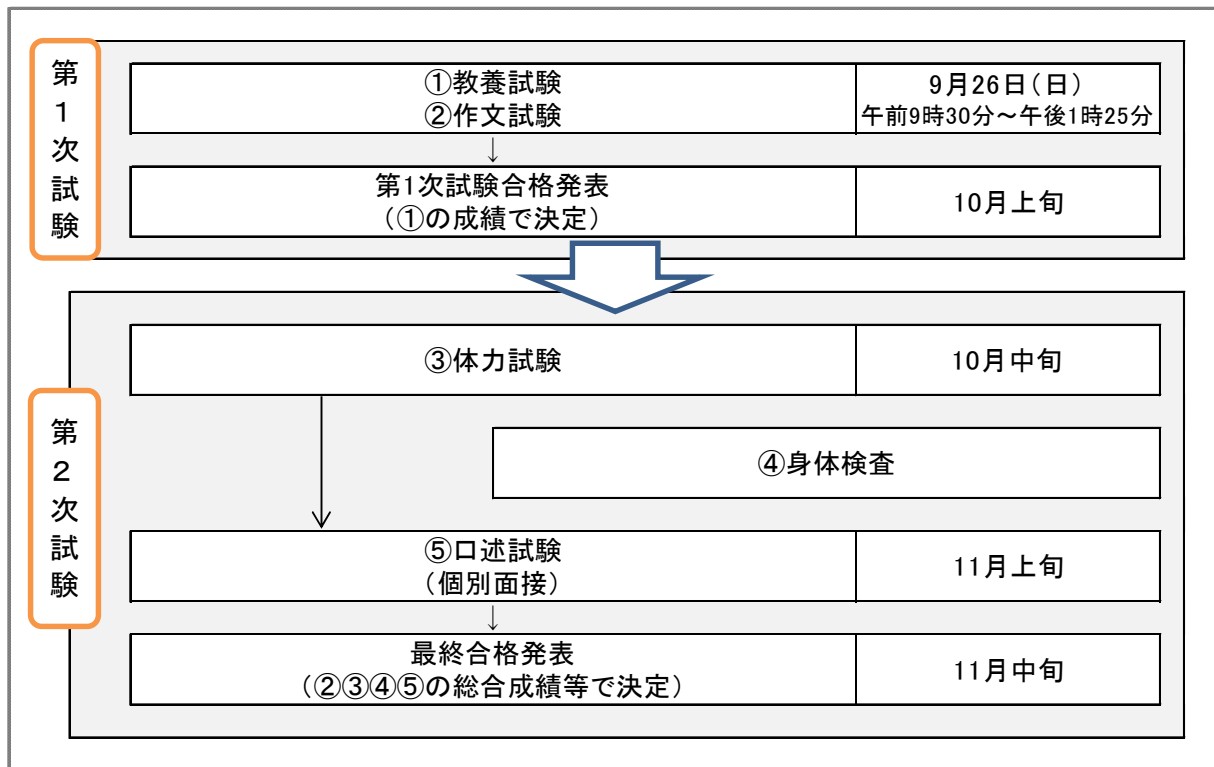 第1次試験
①教養試験
②作文試験
9月26日(日)
午前9時30分～午後1時25分
↓
第1次試験合格発表
(①の成績で決定)
10月上旬
第2次試験
③体力試験
10月中旬
④身体検査
⑤口述試験
(個別面接)
11月上旬
↓
最終合格発表
(②③④⑤の総合成績等で決定)
11月中旬